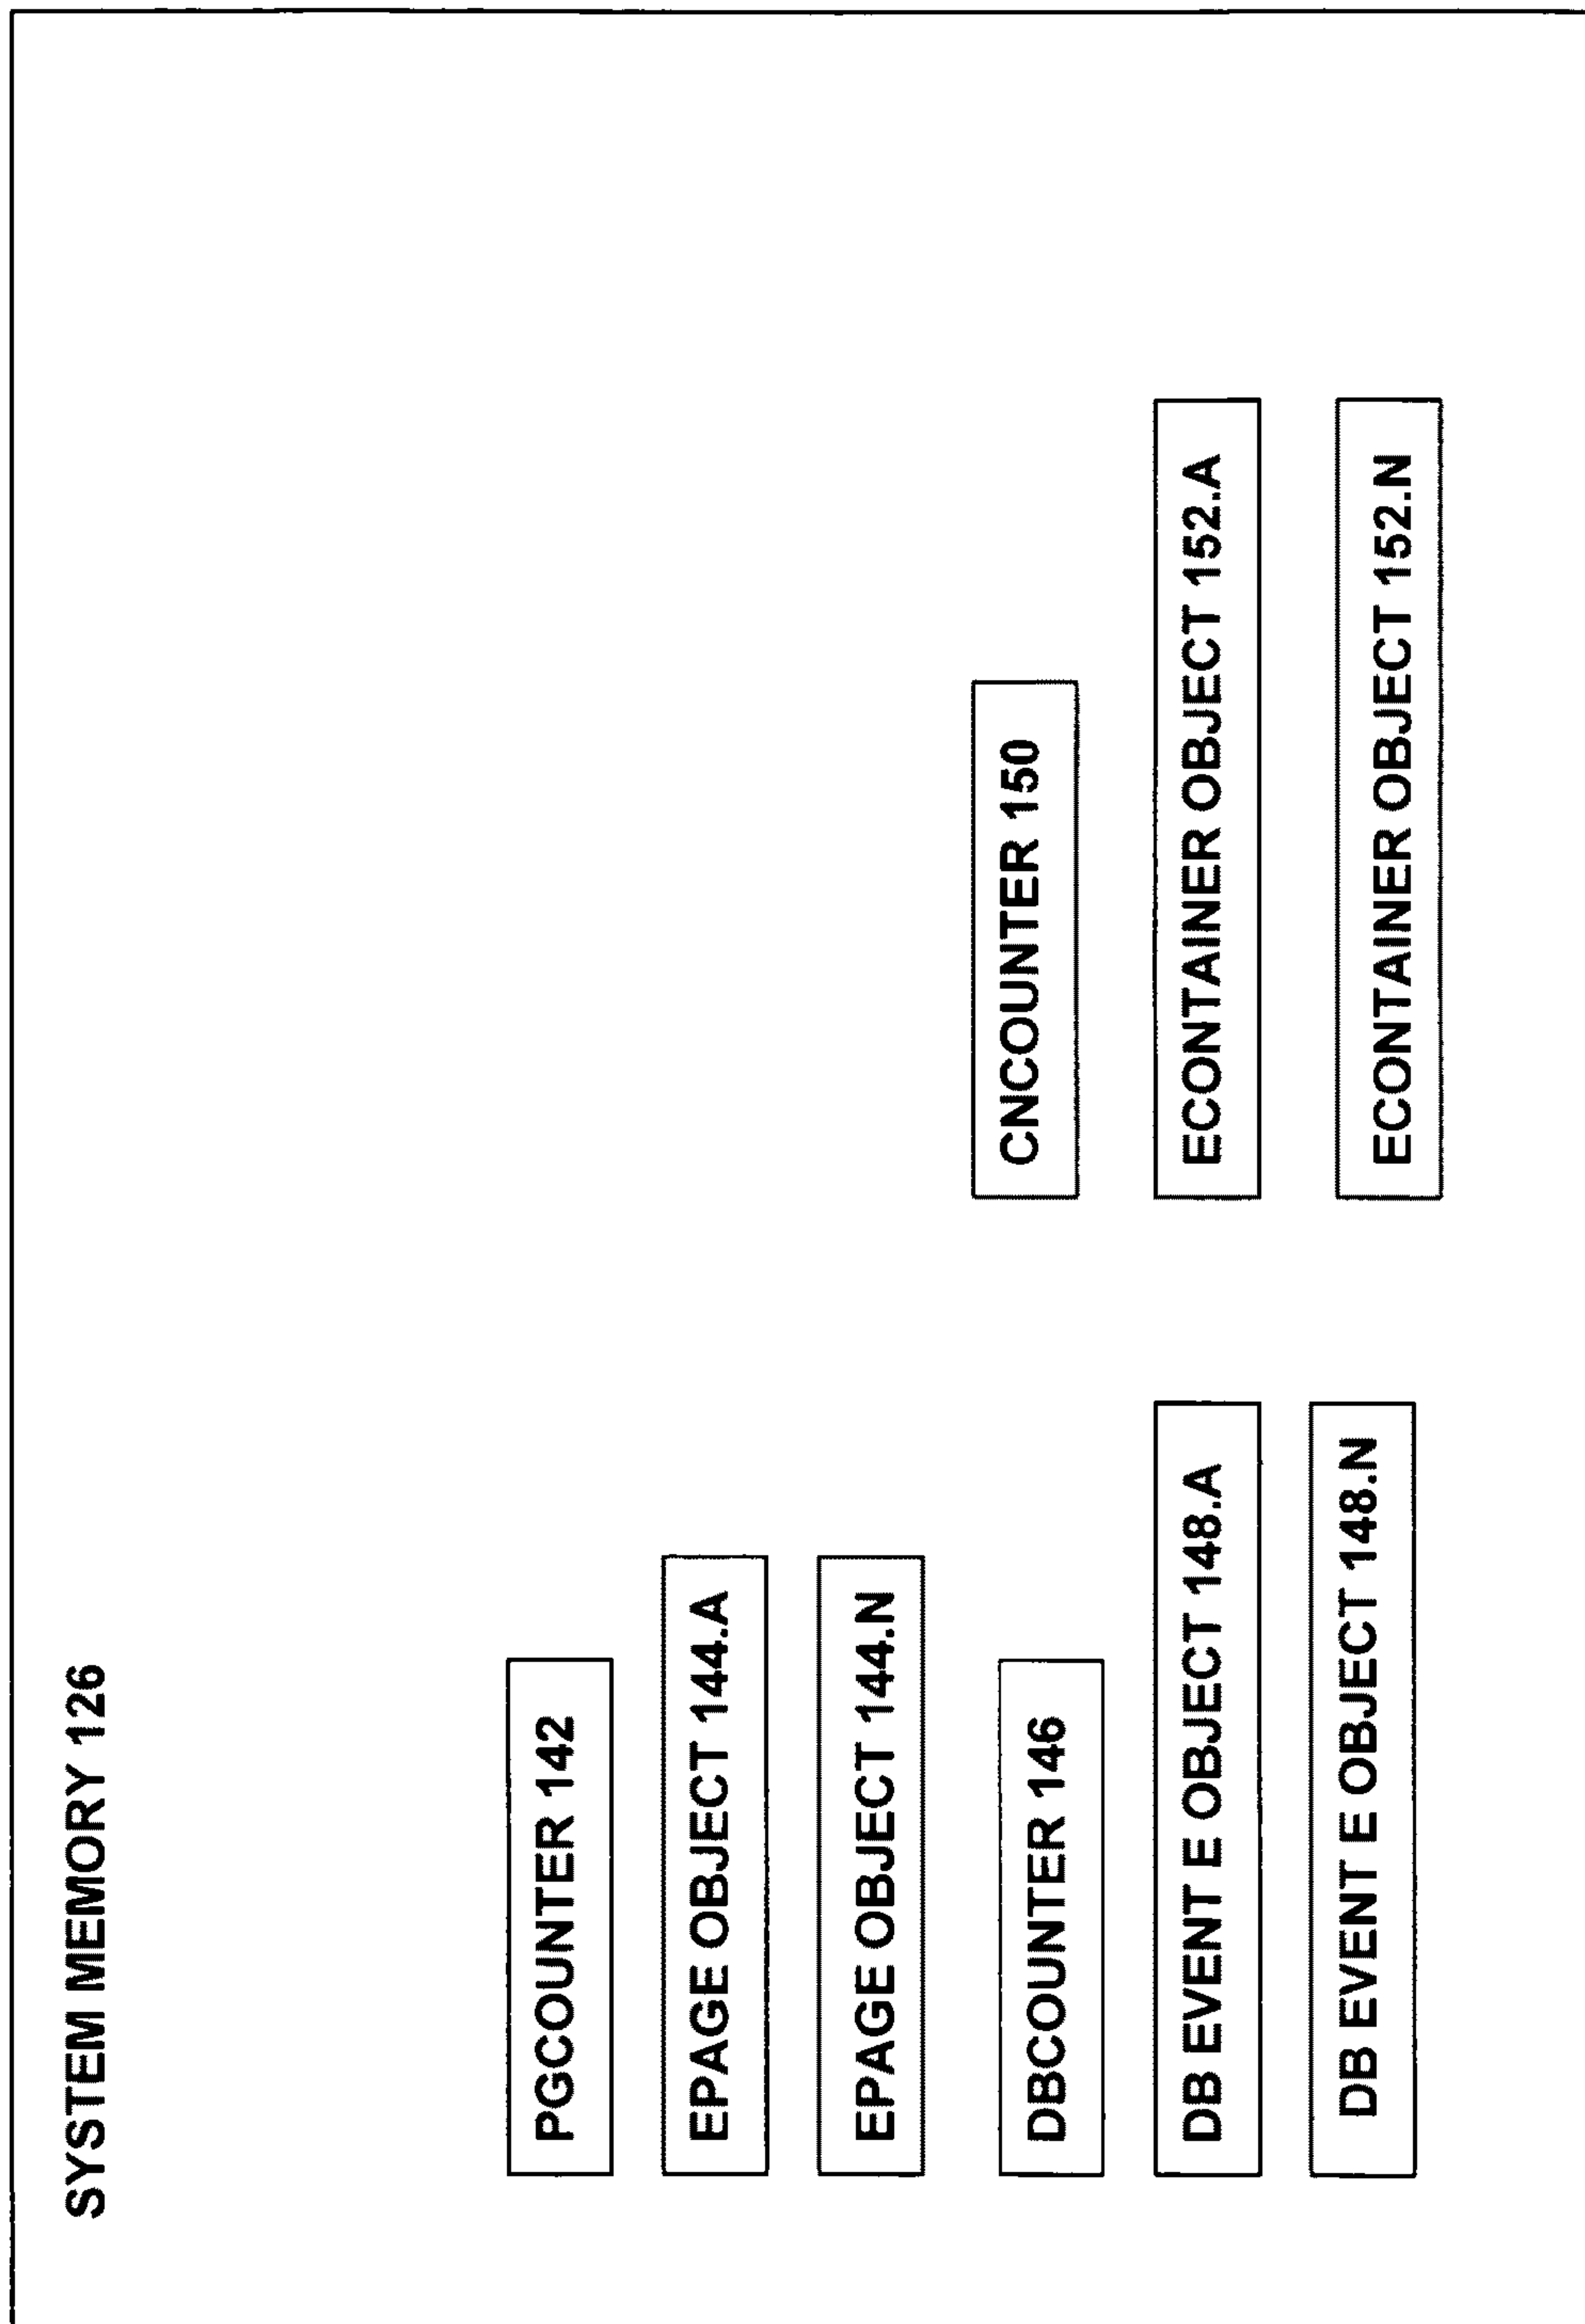 SYSTEM MEMORY 126
PGCOUNTER 142
EPAGE OBJECT 144.A
EPAGE OBJECT 144.N
DBCOUNTER 146
DB EVENT E OBJECT 148.A
DB EVENT E OBJECT 148.N
CNCOUNTER 150
ECONTAINER OBJECT 152.A
ECONTAINER OBJECT 152.N